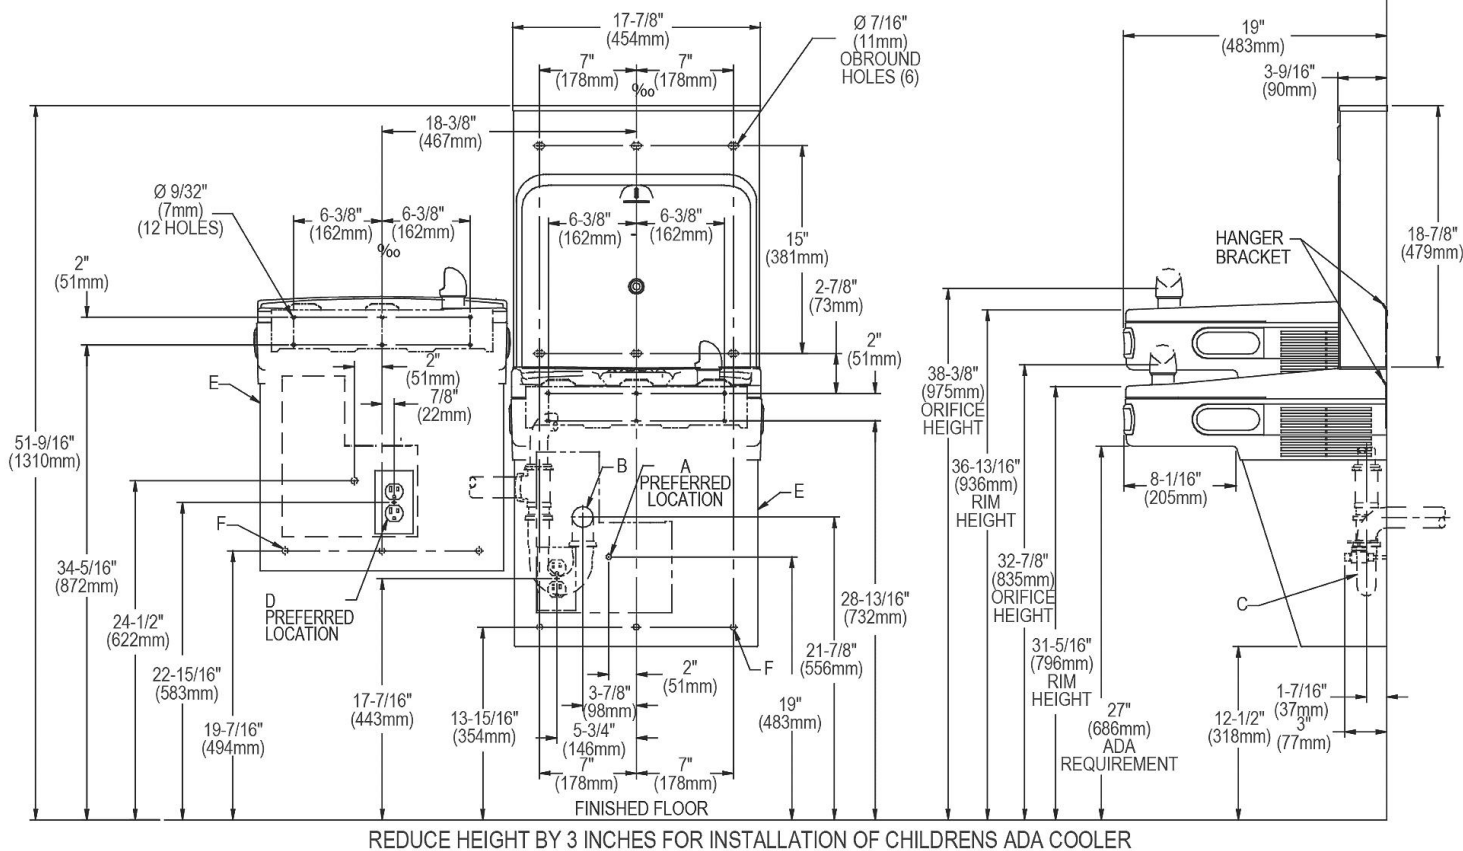 17-7/8"
(454mm)
7"
(178mm)
7"
(178mm)
‰
Ø 7/16"
(11mm)
OBROUND
HOLES (6)
19"
(483mm)
3-9/16"
(90mm)
18-3/8"
(467mm)
Ø 9/32"
(7mm)
(12 HOLES)
6-3/8"
(162mm)
6-3/8"
(162mm)
‰
6-3/8"
(162mm)
6-3/8"
(162mm)
15"
(381mm)
HANGER
BRACKET
18-7/8"
(479mm)
2"
(51mm)
2-7/8"
(73mm)
2"
(51mm)
2"
(51mm)
7/8"
(22mm)
E
38-3/8"
(975mm)
ORIFICE
HEIGHT
51-9/16"
(1310mm)
B
A
PREFERRED
LOCATION
E
36-13/16"
(936mm)
RIM
HEIGHT
8-1/16"
(205mm)
F
34-5/16"
(872mm)
D
PREFERRED
LOCATION
24-1/2"
(622mm)
28-13/16"
(732mm)
32-7/8"
(835mm)
ORIFICE
HEIGHT
C
22-15/16"
(583mm)
21-7/8"
(556mm)
31-5/16"
(796mm)
RIM
HEIGHT
F
2"
(51mm)
17-7/16"
(443mm)
3-7/8"
(98mm)
19"
(483mm)
1-7/16"
(37mm)
19-7/16"
(494mm)
13-15/16"
(354mm)
5-3/4"
(146mm)
27"
(686mm)
ADA
REQUIREMENT
12-1/2"
(318mm)
3"
(77mm)
7"
(178mm)
7"
(178mm)
FINISHED FLOOR
REDUCE HEIGHT BY 3 INCHES FOR INSTALLATION OF CHILDRENS ADA COOLER